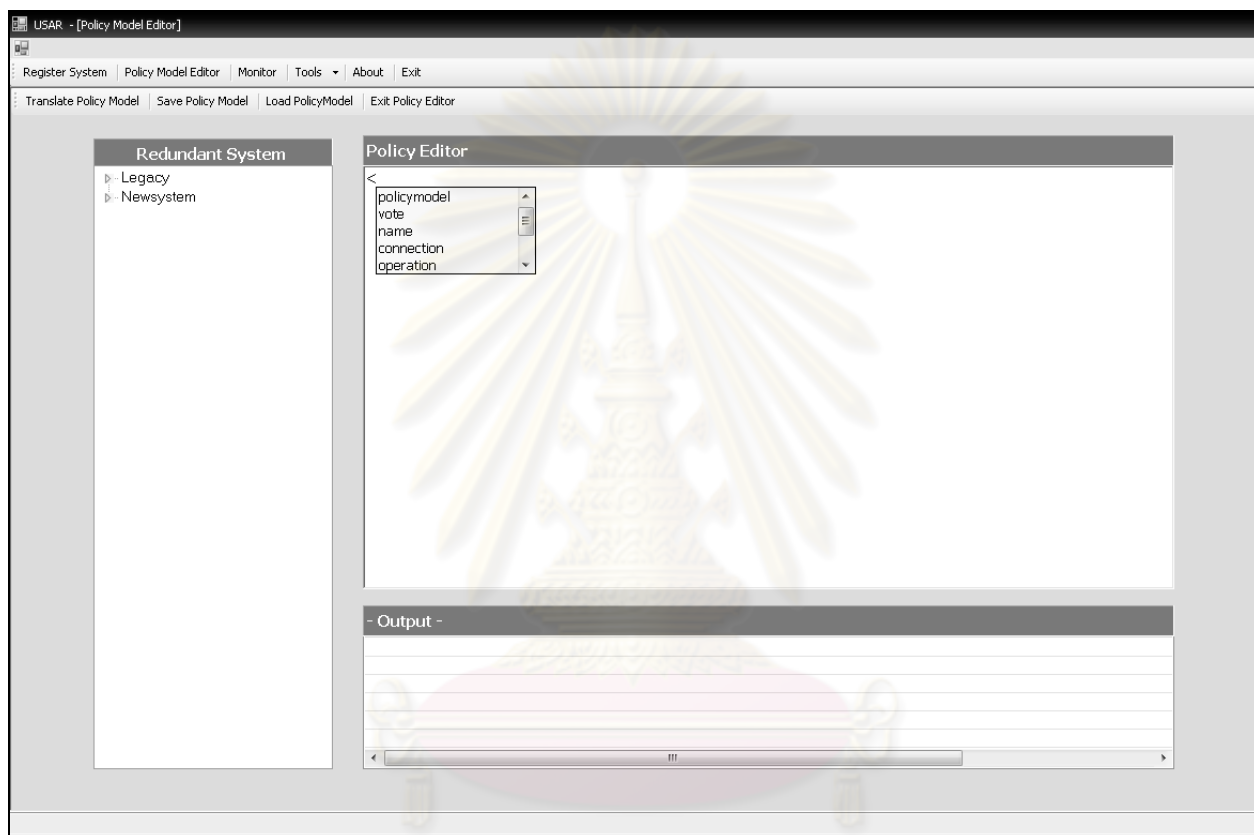 USAR - [Policy Model Editor]
Register System Policy Model Editor Monitor Tools About Exit
Translate Policy Model Save Policy Model Load PolicyModel Exit Policy Editor
Redundant System
Legacy
Newsystem
Policy Editor
<
policymodel
vote
name
connection
operation
- Output -